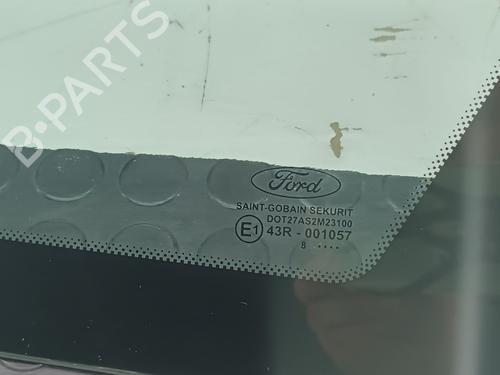 B-PARTS
Ford
SAINT-GOBAIN SEKURIT
DOT27AS2M23100
E1 43R - 001057
8 ••••